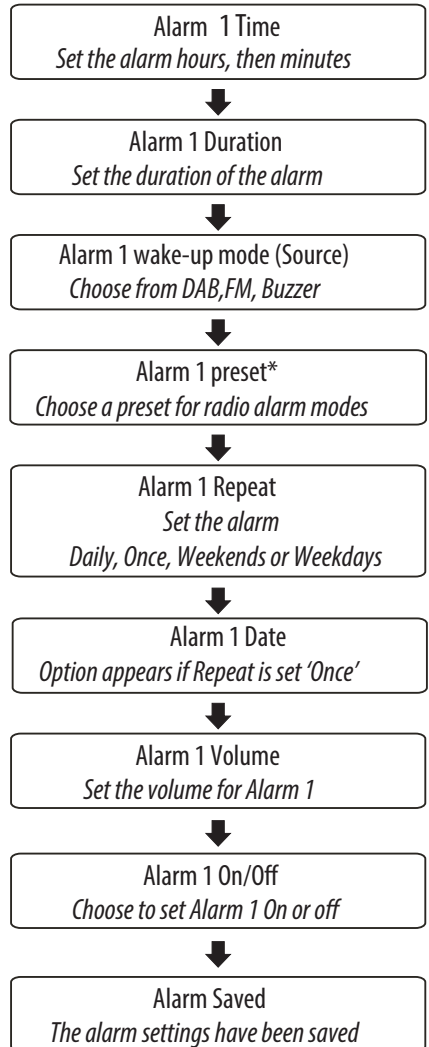 Alarm 1 Time
Set the alarm hours, then minutes
Alarm 1 Duration
Set the duration of the alarm
Alarm 1 wake-up mode (Source)
Choose from DAB,FM, Buzzer
Alarm 1 preset*
Choose a preset for radio alarm modes
Alarm 1 Repeat
Set the alarm
Daily, Once, Weekends or Weekdays
Alarm 1 Date
Option appears if Repeat is set ‘Once’
Alarm 1 Volume
Set the volume for Alarm 1
Alarm 1 On/Off
Choose to set Alarm 1 On or off
Alarm Saved
The alarm settings have been saved